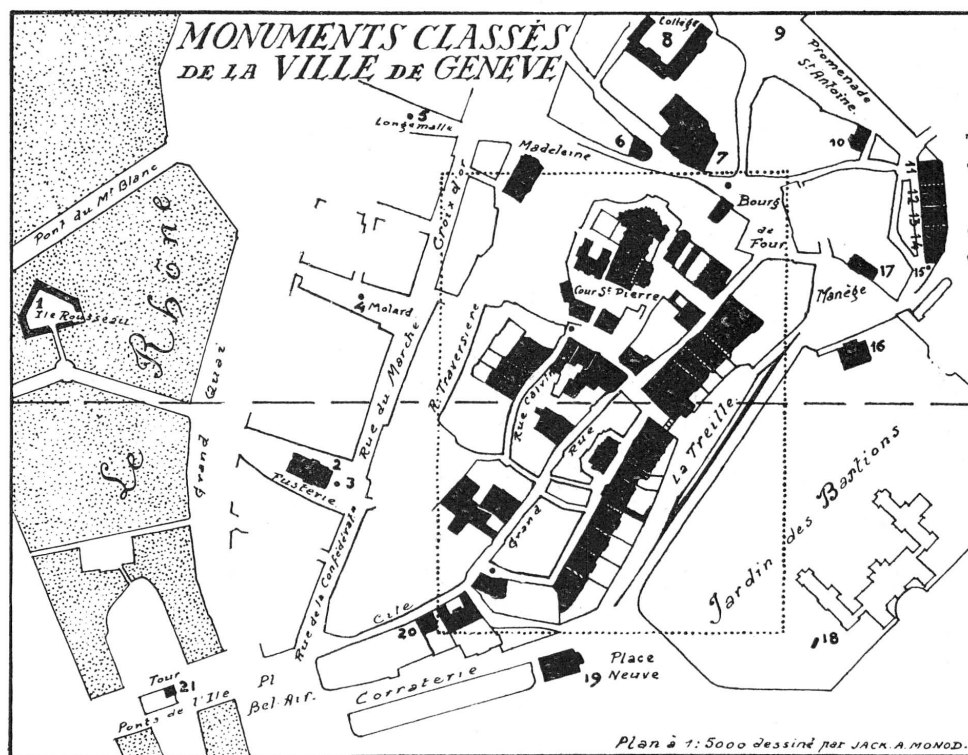 MONUMENTS CLASSÉS
DE LA VILLE DE GENÈVE
Collège
8
9
Promenade
St. Antoine
5
Longemalle
6
7
10
Madeleine
11
12
13
14
15
Pont du Mt Blanc
Croix d'or
Bourg
de
Four
17
Manège
Cour St. Pierre
1
Ile Rousseau
Le Rhône
4 Molard
16
Quai
Grand
R. Traversière
Rue du Marché
Rue Calvin
Rue
Grand
La Treille
2
3
Fusterie
Jardin des Bastions
Rue de la Confédérat.
Cité
20
18
Tour
21
Pl
Bel-Air.
Ponts de l'Ile
Corraterie
19
Place
Neuve
Plan à 1:5000 dessiné par JACK.A.MONOD.